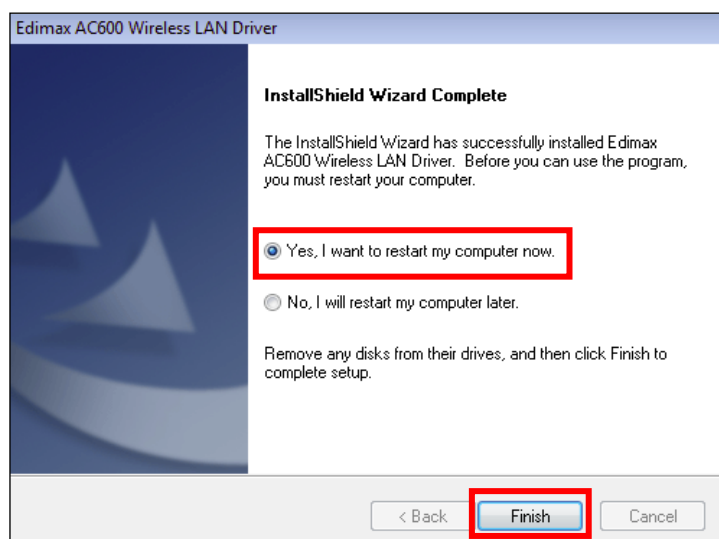 Edimax AC600 Wireless LAN Driver
InstallShield Wizard Complete
The InstallShield Wizard has successfully installed Edimax
AC600 Wireless LAN Driver.  Before you can use the program,
you must restart your computer.
Yes, I want to restart my computer now.
No, I will restart my computer later.
Remove any disks from their drives, and then click Finish to
complete setup.
< Back
Finish
Cancel